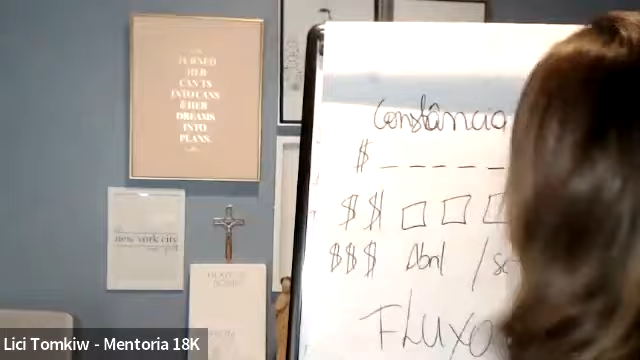 TURNED
HER
CAN'TS
INTO CANS
& HER
DREAMS
INTO
PLANS.
new york city
Constância
$ _ _ _ _ _
$$
$$$ Abril /
FLUXO
Lici Tomkiw - Mentoria 18K